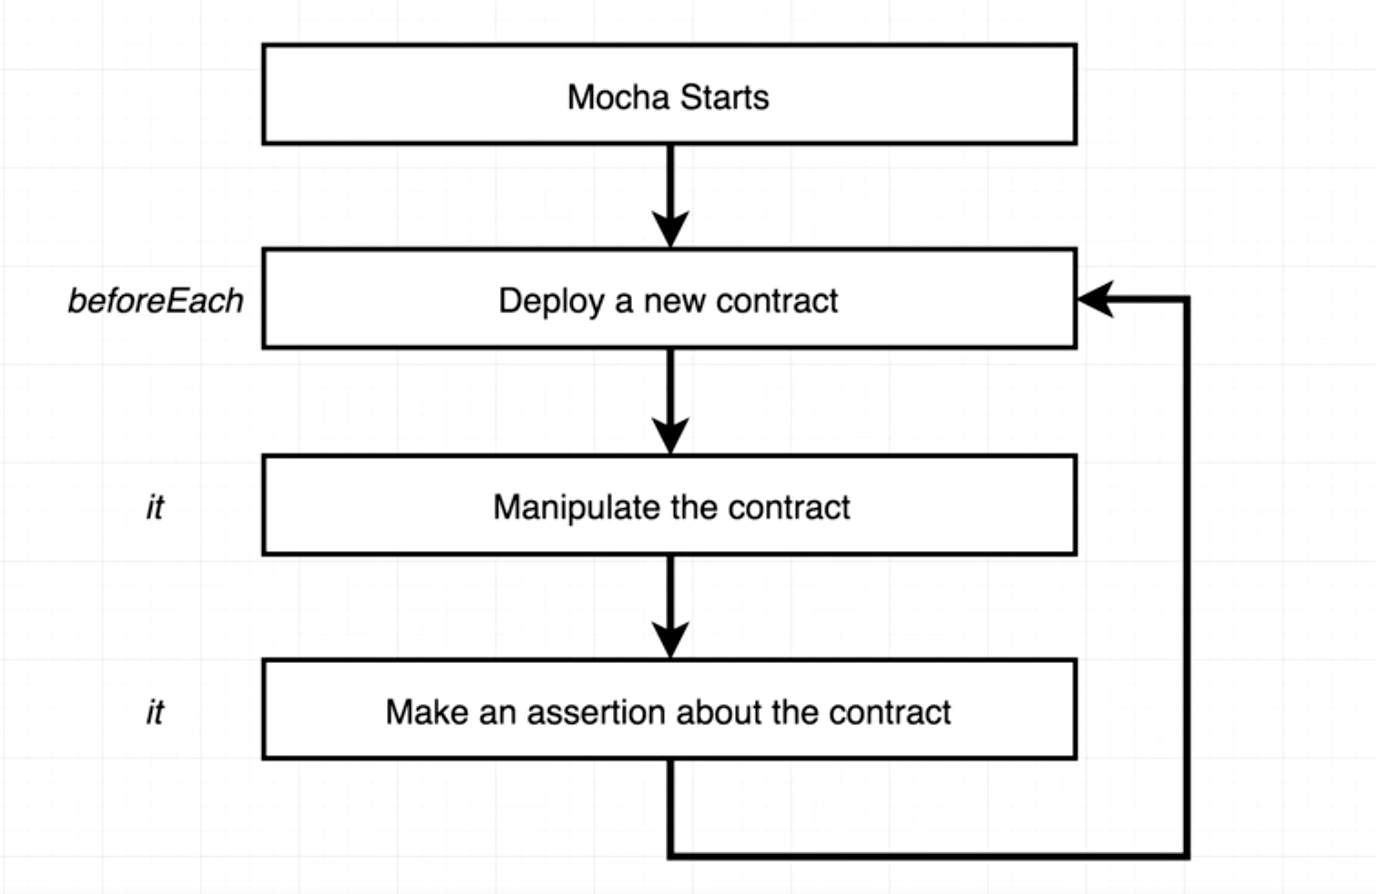 Mocha Starts
beforeEach
Deploy a new contract
it
Manipulate the contract
it
Make an assertion about the contract